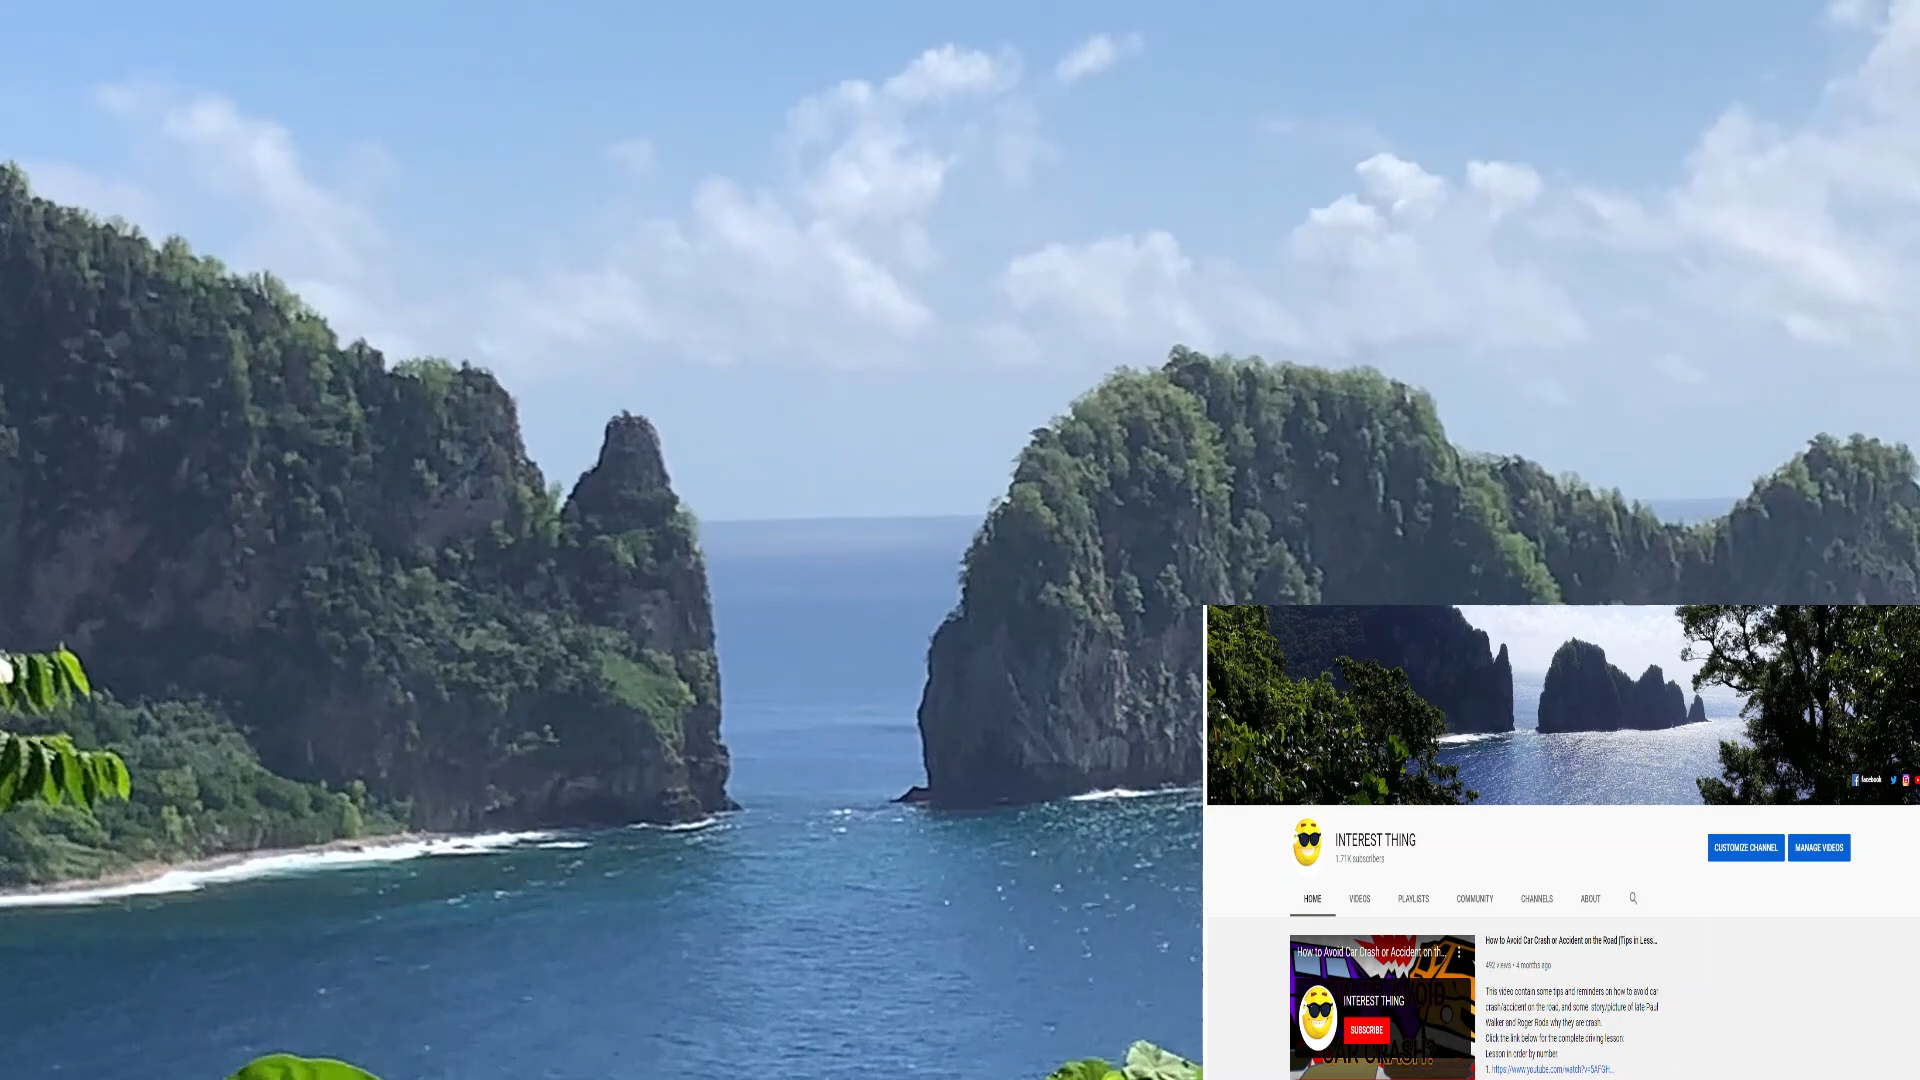 facebook
INTEREST THING
1.71K subscribers
CUSTOMIZE CHANNEL
MANAGE VIDEOS
HOME
VIDEOS
PLAYLISTS
COMMUNITY
CHANNELS
ABOUT
How to Avoid Car Crash or Accident on th...
INTEREST THING
SUBSCRIBE
CAR CRASH?
How to Avoid Car Crash or Accident on the Road |Tips in Less...
492 views • 4 months ago
This video contain some tips and reminders on how to avoid car
crash/accident on the road, and some story/picture of late Paul
Walker and Roger Roda why they are crash.
Click the link below for the complete driving lesson:
Lesson in order by number.
1. https://www.youtube.com/watch?v=5AFGH...